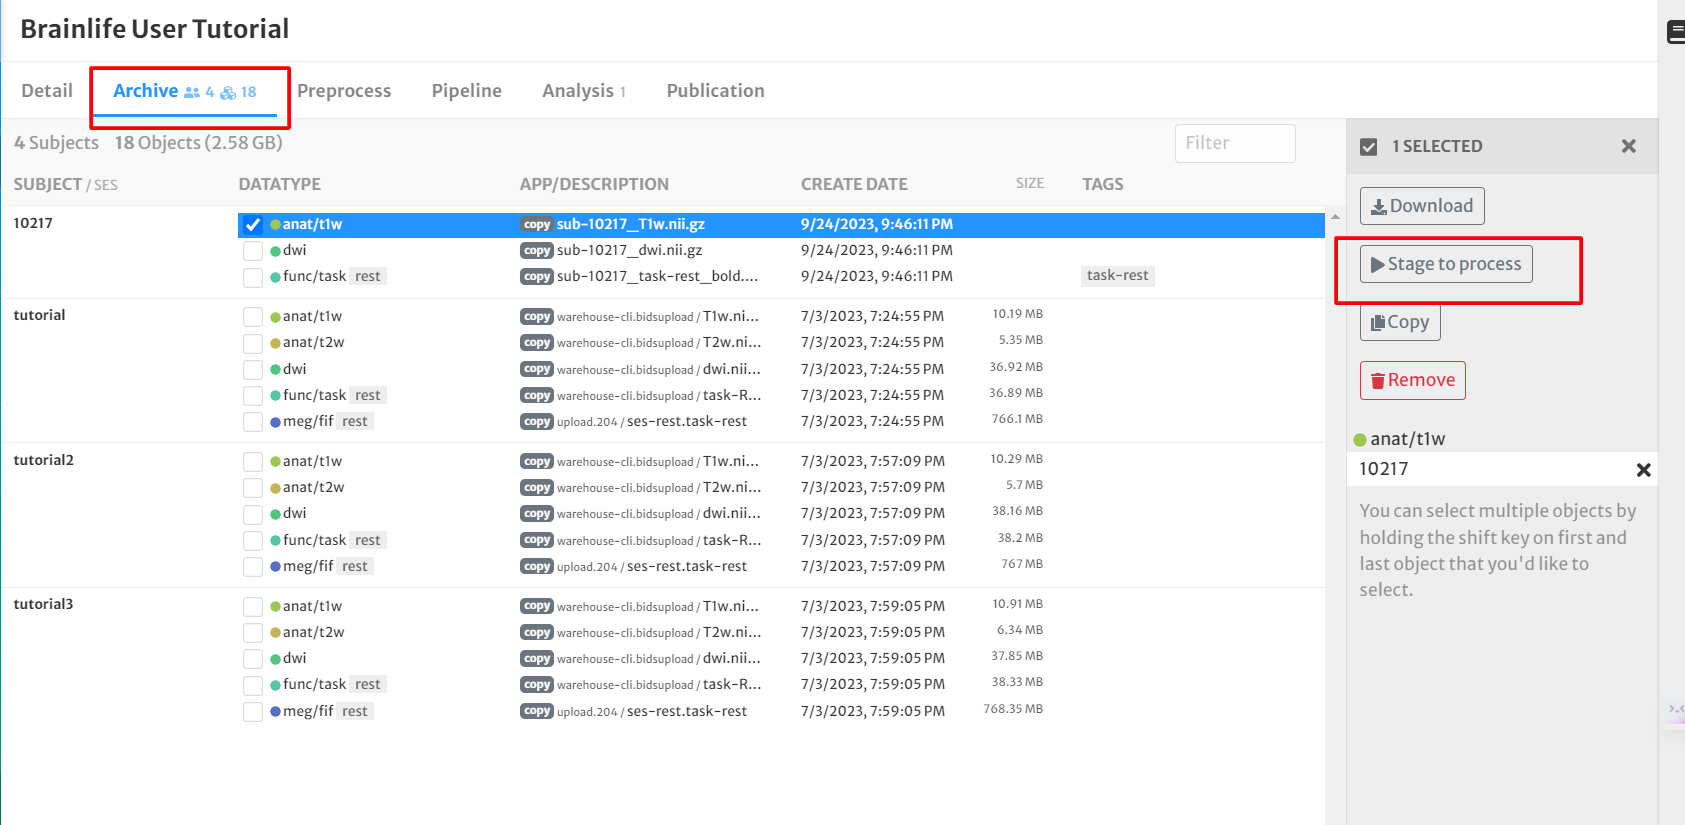 Brainlife User Tutorial
Detail Archive 4 18 Preprocess Pipeline Analysis 1 Publication
4 Subjects 18 Objects (2.58 GB) Filter
SUBJECT / SES DATATYPE APP/DESCRIPTION CREATE DATE SIZE TAGS
10217 anat/t1w copy sub-10217_T1w.nii.gz 9/24/2023, 9:46:11 PM
dwi copy sub-10217_dwi.nii.gz 9/24/2023, 9:46:11 PM
func/task rest copy sub-10217_task-rest_bold.... 9/24/2023, 9:46:11 PM task-rest
tutorial anat/t1w copy warehouse-cli.bidsupload / T1w.ni... 7/3/2023, 7:24:55 PM 10.19 MB
anat/t2w copy warehouse-cli.bidsupload / T2w.ni... 7/3/2023, 7:24:55 PM 5.35 MB
dwi copy warehouse-cli.bidsupload / dwi.nii... 7/3/2023, 7:24:55 PM 36.92 MB
func/task rest copy warehouse-cli.bidsupload / task-R... 7/3/2023, 7:24:55 PM 36.89 MB
meg/fif rest copy upload.204 / ses-rest.task-rest 7/3/2023, 7:24:55 PM 766.1 MB
tutorial2 anat/t1w copy warehouse-cli.bidsupload / T1w.ni... 7/3/2023, 7:57:09 PM 10.29 MB
anat/t2w copy warehouse-cli.bidsupload / T2w.ni... 7/3/2023, 7:57:09 PM 5.7 MB
dwi copy warehouse-cli.bidsupload / dwi.nii... 7/3/2023, 7:57:09 PM 38.16 MB
func/task rest copy warehouse-cli.bidsupload / task-R... 7/3/2023, 7:57:09 PM 38.2 MB
meg/fif rest copy upload.204 / ses-rest.task-rest 7/3/2023, 7:57:09 PM 767 MB
tutorial3 anat/t1w copy warehouse-cli.bidsupload / T1w.ni... 7/3/2023, 7:59:05 PM 10.91 MB
anat/t2w copy warehouse-cli.bidsupload / T2w.ni... 7/3/2023, 7:59:05 PM 6.34 MB
dwi copy warehouse-cli.bidsupload / dwi.nii... 7/3/2023, 7:59:05 PM 37.85 MB
func/task rest copy warehouse-cli.bidsupload / task-R... 7/3/2023, 7:59:05 PM 38.33 MB
meg/fif rest copy upload.204 / ses-rest.task-rest 7/3/2023, 7:59:05 PM 768.35 MB
1 SELECTED
Download
Stage to process
Copy
Remove
anat/t1w
10217
You can select multiple objects by
holding the shift key on first and
last object that you'd like to
select.